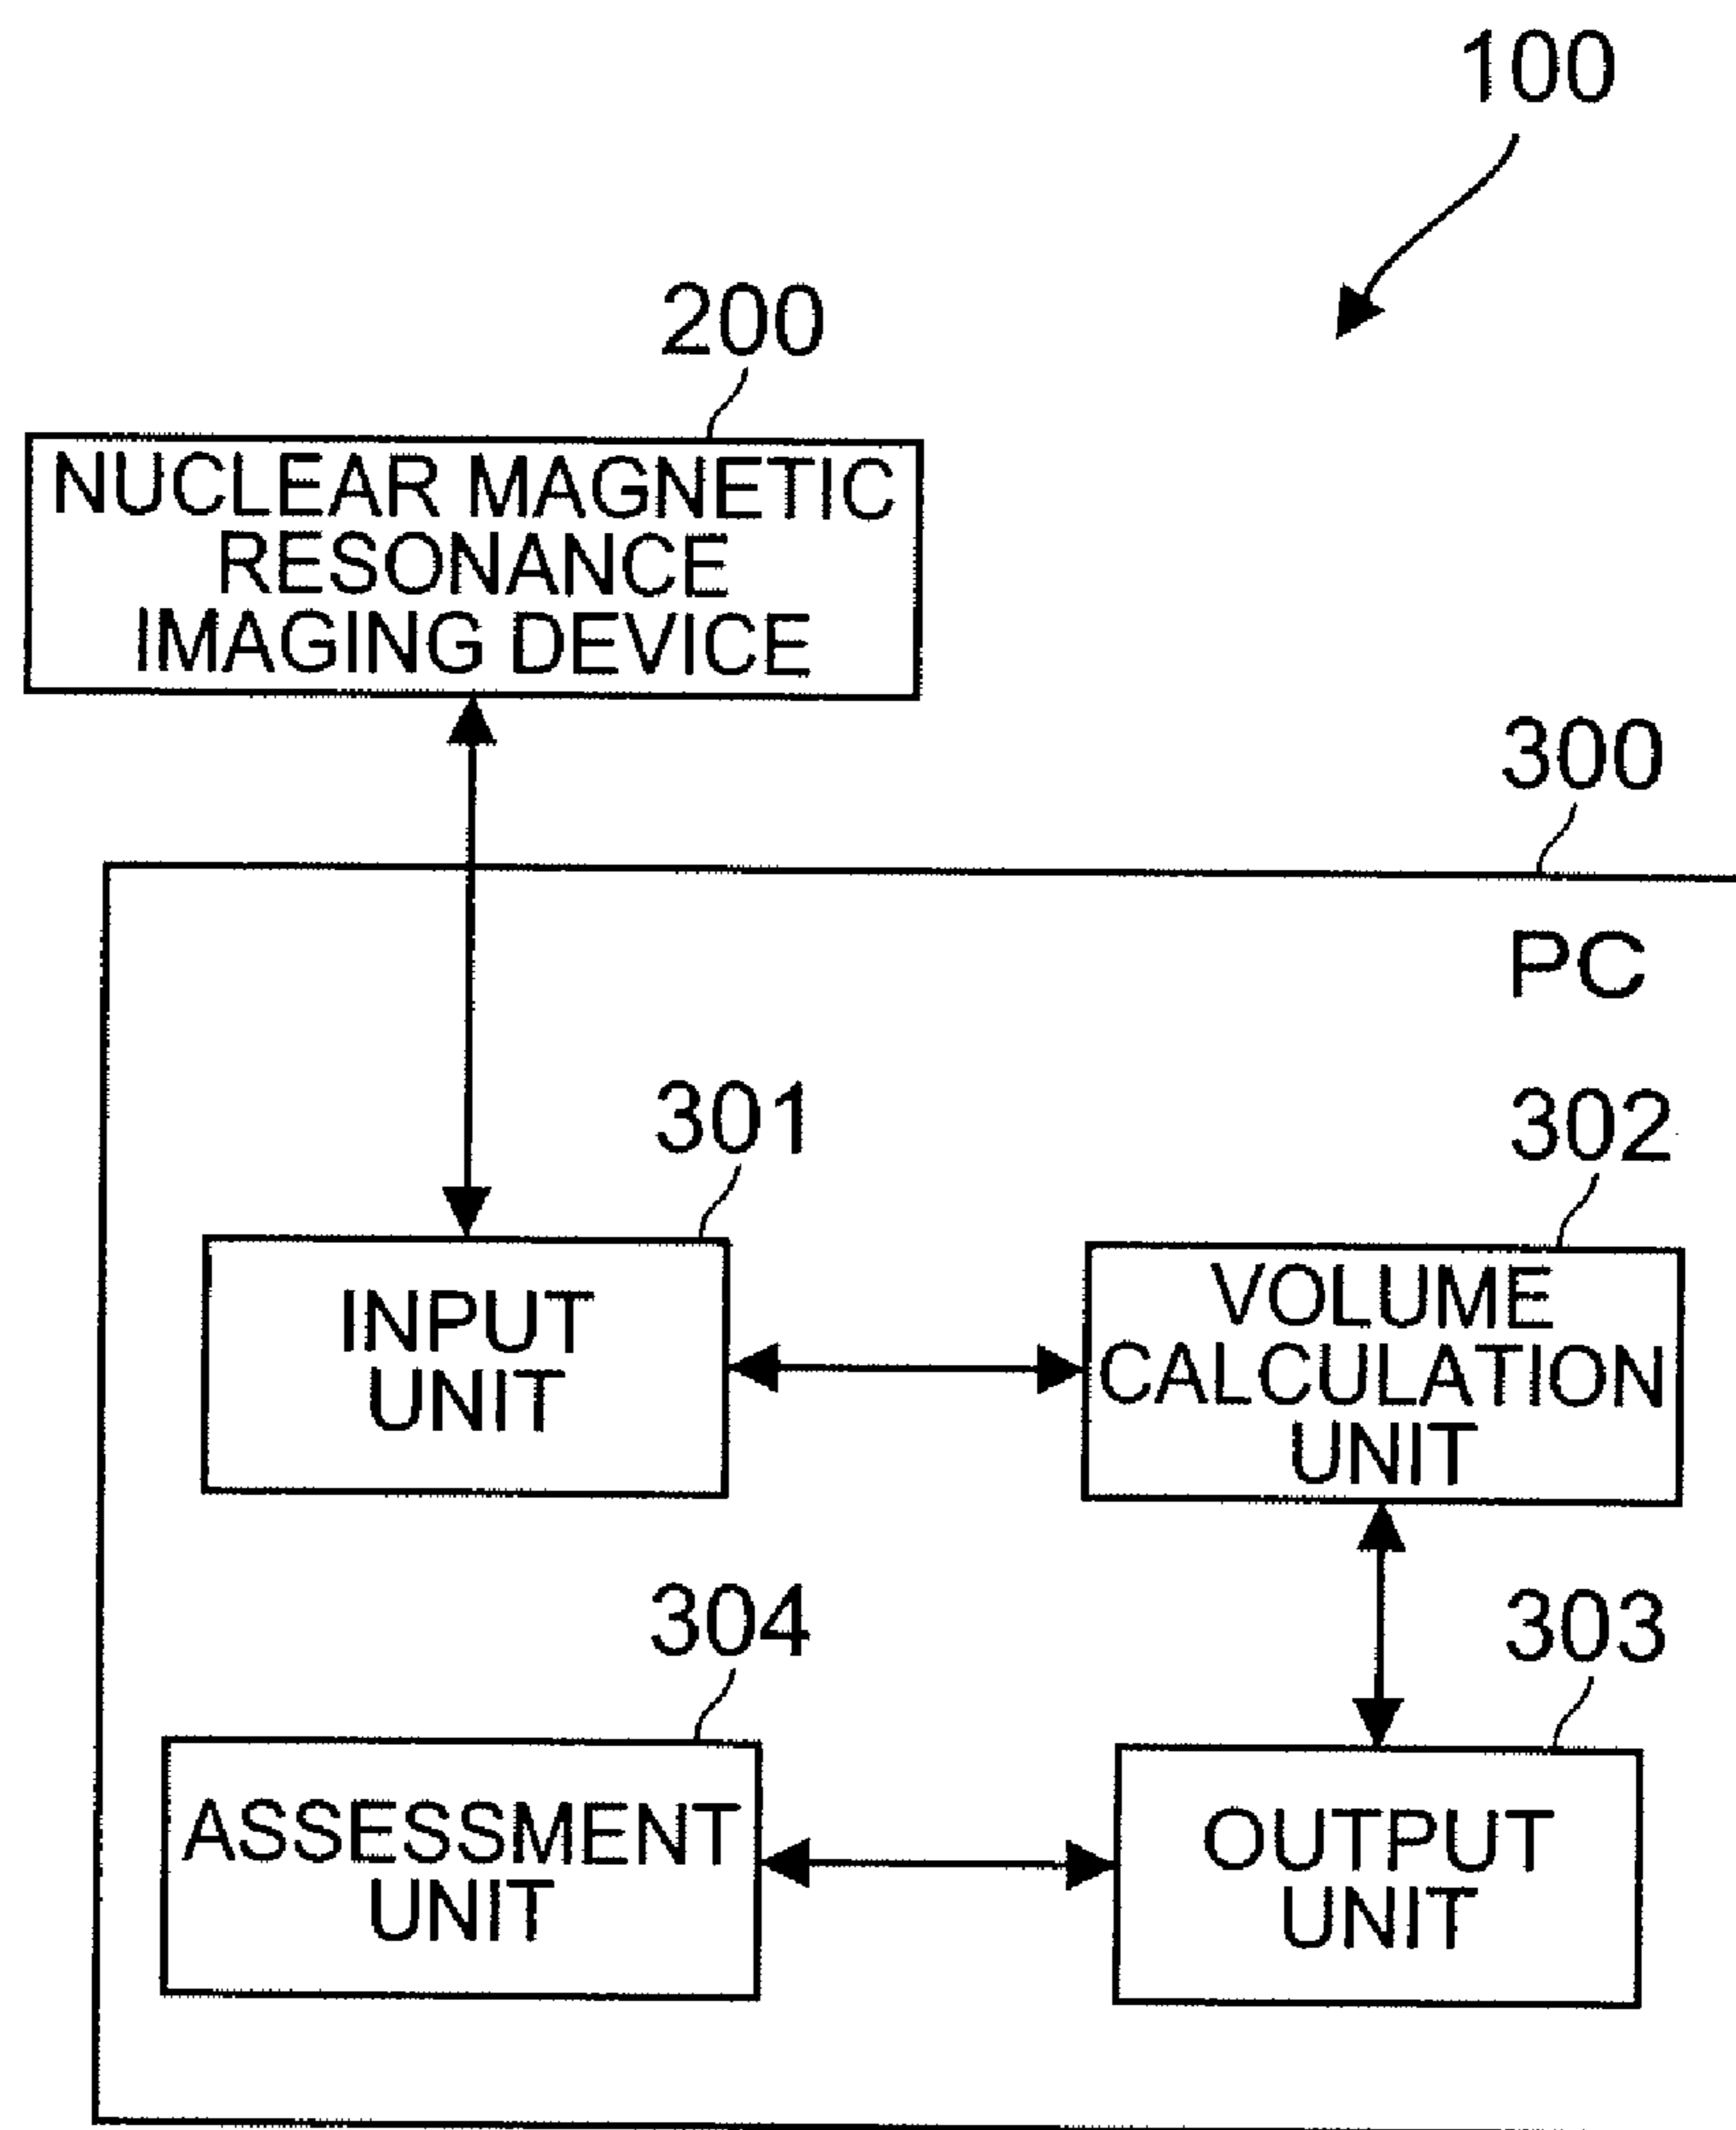 100
200
NUCLEAR MAGNETIC
RESONANCE
IMAGING DEVICE
300
PC
301
302
INPUT
UNIT
VOLUME
CALCULATION
UNIT
304
303
ASSESSMENT
UNIT
OUTPUT
UNIT